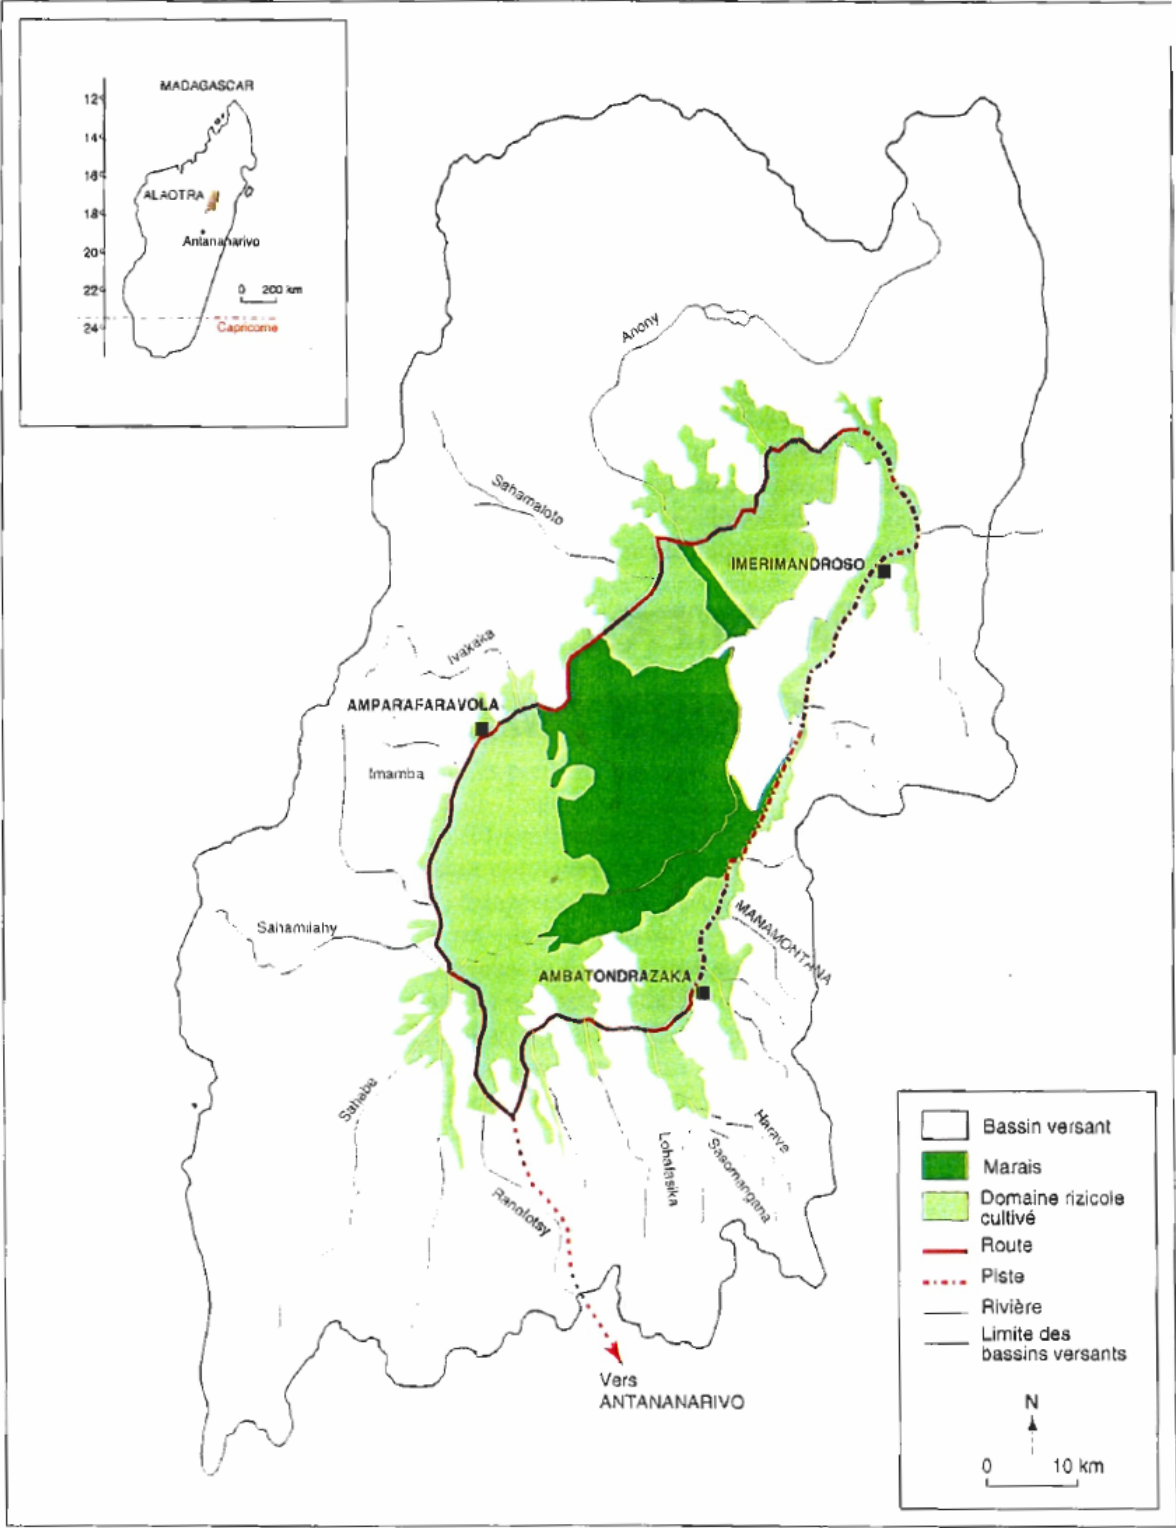 MADAGASCAR
12°
14°
16°
ALAOTRA
18°
Antananarivo
20°
22°
0 200 km
24°
Capricorne
Anony
Sahamaloto
IMERIMANDROSO
Ivakaka
AMPARAFARAVOLA
Imamba
MANAMONTANA
Sahamilahy
AMBATONDRAZAKA
Sahabe
Harave
Lohafasika
Sasomangana
Ranolotsy
Vers
ANTANANARIVO
Bassin versant
Marais
Domaine rizicole
cultivé
Route
Piste
Rivière
Limite des
bassins versants
N
0 10 km